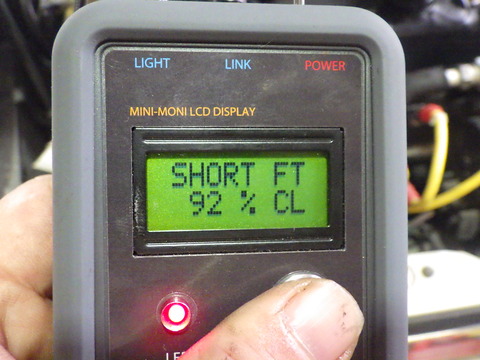 LIGHT LINK POWER
MINI-MONI LCD DISPLAY
SHORT FT
92 % CL